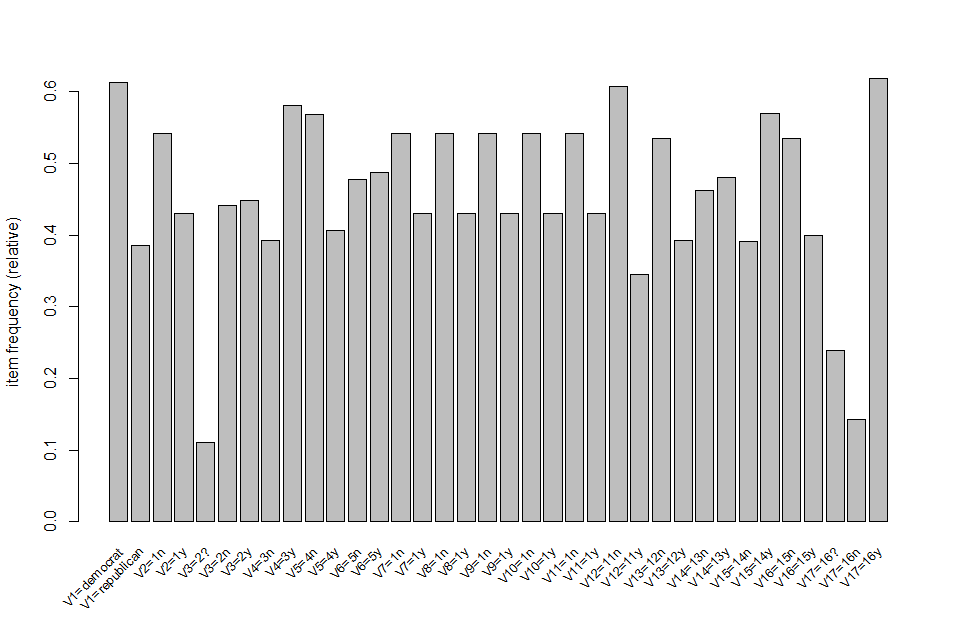 item frequency (relative)
0.6
0.5
0.4
0.3
0.2
0.1
0.0
V1=democrat
V1=republican
V2=1n
V2=1y
V3=2?
V3=2n
V3=2y
V4=3n
V4=3y
V5=4n
V5=4y
V6=5n
V6=5y
V7=1n
V7=1y
V8=1n
V8=1y
V9=1n
V9=1y
V10=1n
V10=1y
V11=1n
V11=1y
V12=11n
V12=11y
V13=12n
V13=12y
V14=13n
V14=13y
V15=14n
V15=14y
V16=15n
V16=15y
V17=16?
V17=16n
V17=16y